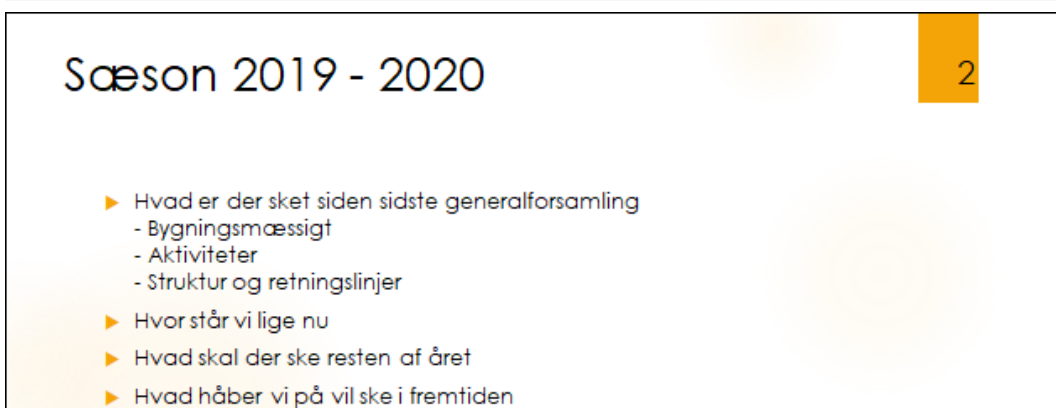 Sæson 2019 - 2020
2
Hvad er der sket siden sidste generalforsamling
- Bygningsmæssigt
- Aktiviteter
- Struktur og retningslinjer
Hvor står vi lige nu
Hvad skal der ske resten af året
Hvad håber vi på vil ske i fremtiden